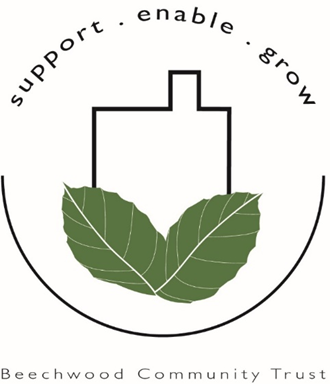 support . enable . grow
Beechwood Community Trust